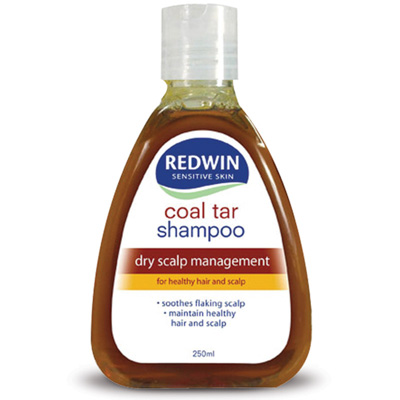 REDWIN
SENSITIVE SKIN
coal tar
shampoo
dry scalp management
for healthy hair and scalp
• soothes flaking scalp
• maintain healthy
hair and scalp
250ml